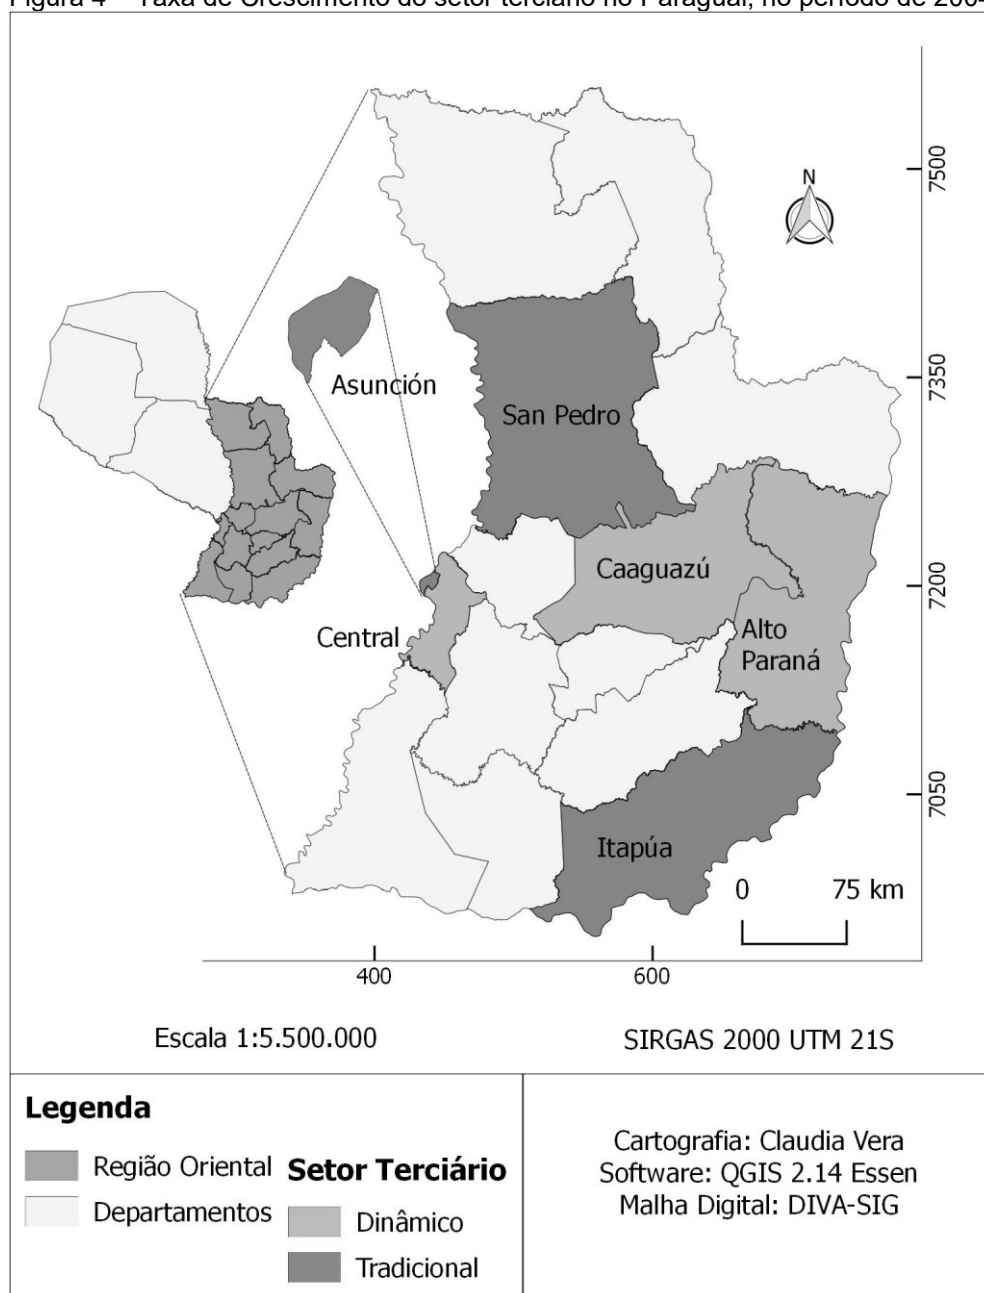 Figura 4 – Taxa de Crescimento do setor terciário no Paraguai, no período de 200
N
7500
Asunción
7350
San Pedro
Caaguazú
7200
Central
Alto
Paraná
7050
Itapúa
0 75 km
400 600
Escala 1:5.500.000 SIRGAS 2000 UTM 21S
Legenda
Região Oriental
Departamentos
Setor Terciário
Dinâmico
Tradicional
Cartografia: Claudia Vera
Software: QGIS 2.14 Essen
Malha Digital: DIVA-SIG